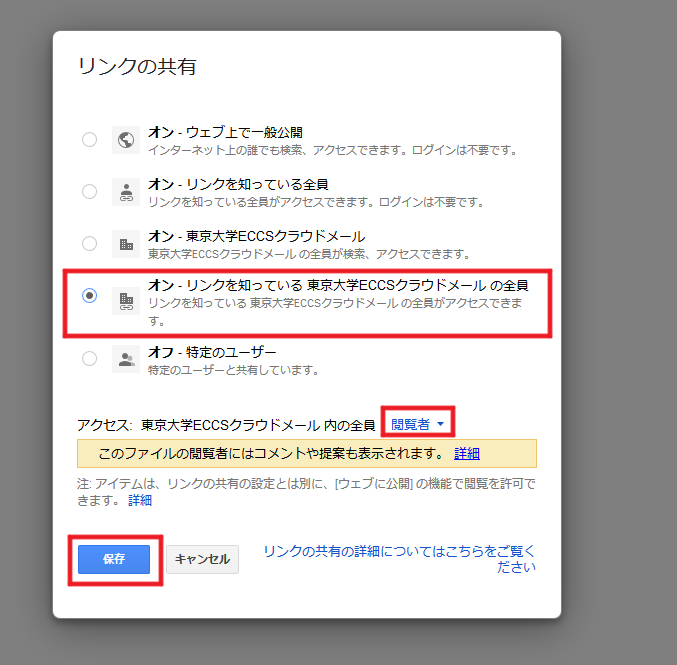 リンクの共有
オン - ウェブ上で一般公開
インターネット上の誰でも検索、アクセスできます。ログインは不要です。
オン - リンクを知っている全員
リンクを知っている全員がアクセスできます。ログインは不要です。
オン - 東京大学ECCSクラウドメール
東京大学ECCSクラウドメール の全員が検索、アクセスできます。
オン - リンクを知っている 東京大学ECCSクラウドメール の全員
リンクを知っている 東京大学ECCSクラウドメール の全員がアクセスできま
す。
オフ - 特定のユーザー
特定のユーザーと共有しています。
アクセス: 東京大学ECCSクラウドメール 内の全員 閲覧者
このファイルの閲覧者にはコメントや提案も表示されます。 詳細
注: アイテムは、リンクの共有の設定とは別に、[ウェブに公開] の機能で閲覧を許可で
きます。 詳細
保存 キャンセル リンクの共有の詳細についてはこちらをご覧く
ださい